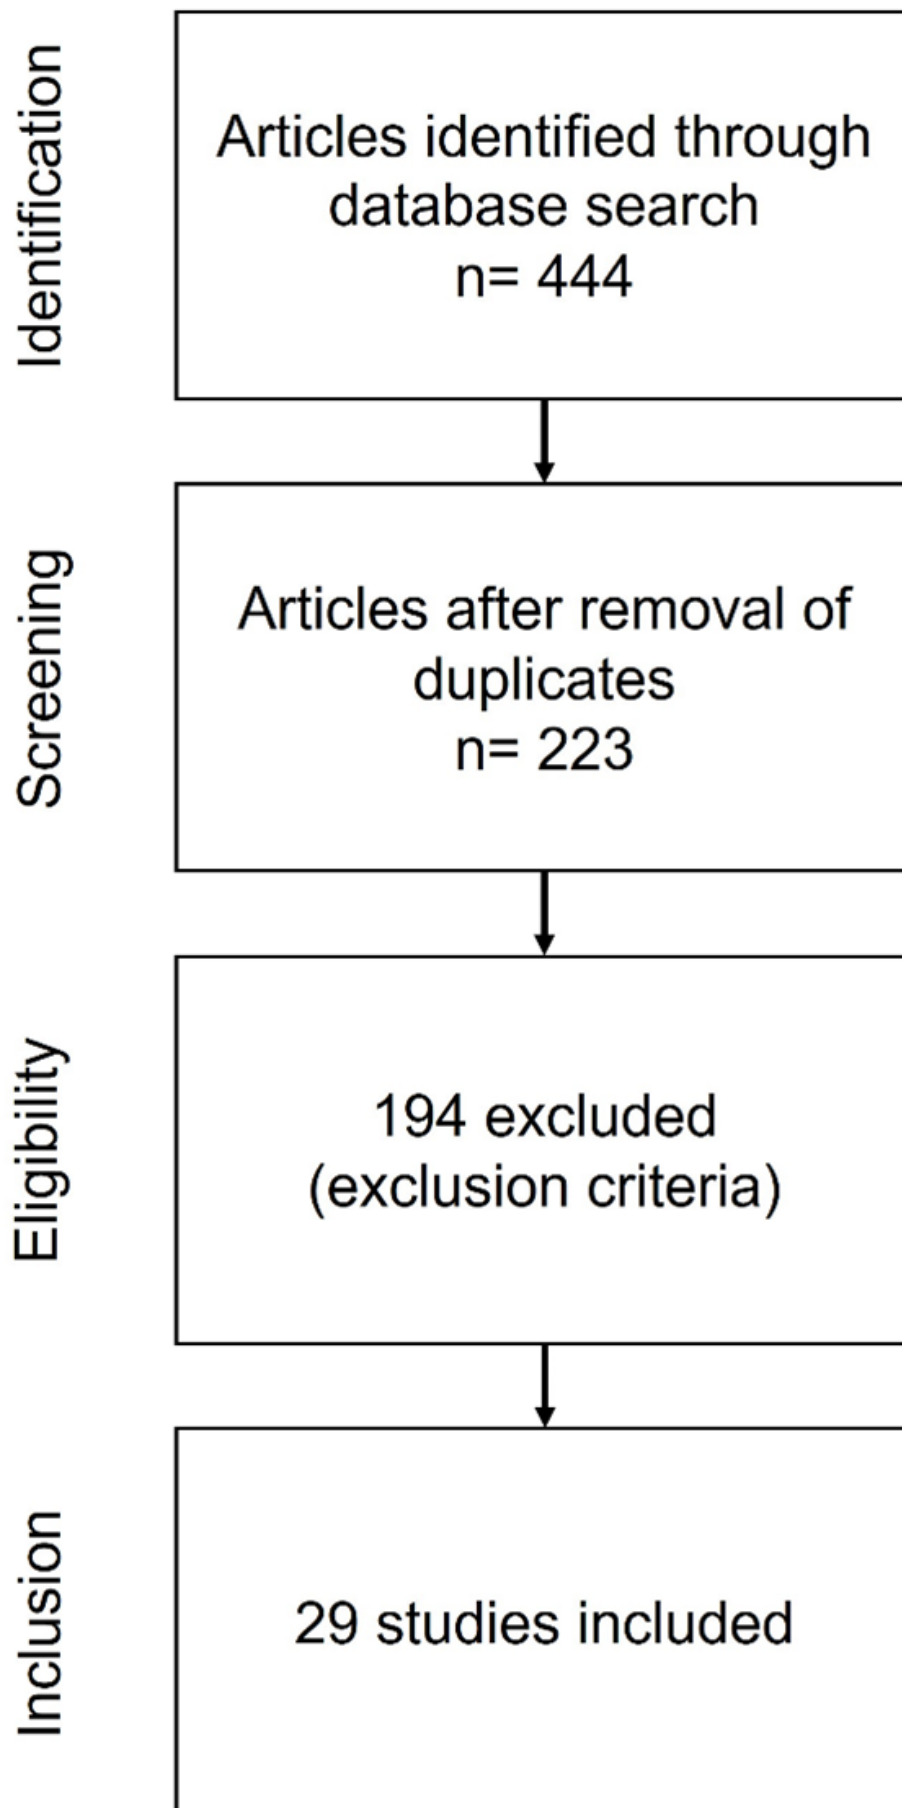 Identification
Articles identified through
database search
n= 444
Screening
Articles after removal of
duplicates
n= 223
Eligibility
194 excluded
(exclusion criteria)
Inclusion
29 studies included